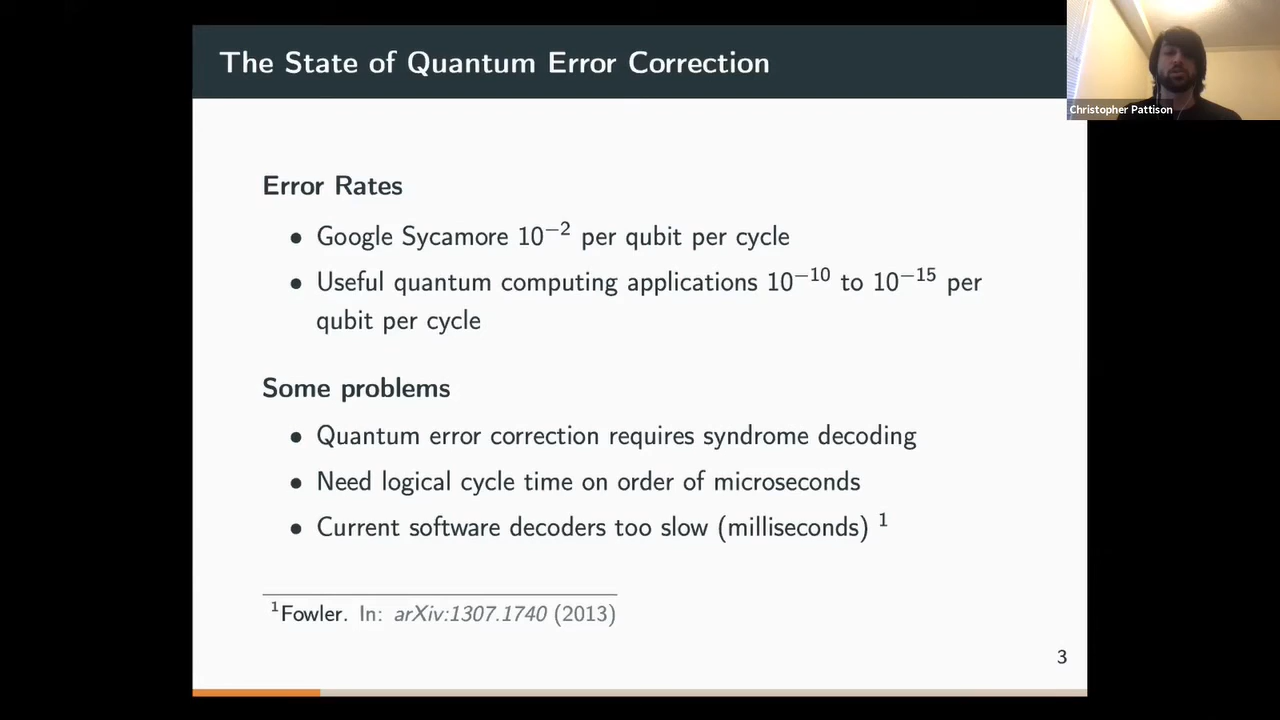 The State of Quantum Error Correction
Christopher Pattison
Error Rates
• Google Sycamore 10⁻² per qubit per cycle
• Useful quantum computing applications 10⁻¹⁰ to 10⁻¹⁵ per
qubit per cycle
Some problems
• Quantum error correction requires syndrome decoding
• Need logical cycle time on order of microseconds
• Current software decoders too slow (milliseconds) ¹
¹Fowler. In: arXiv:1307.1740 (2013)
3